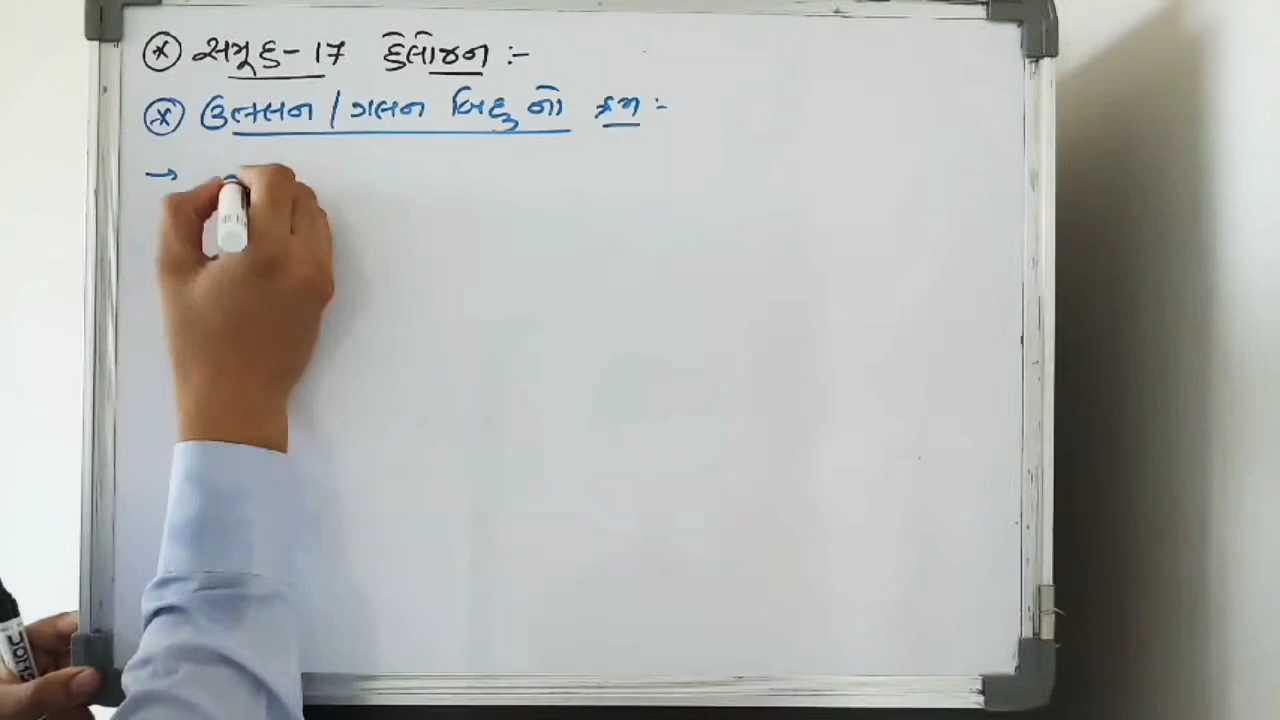 * સમૂહ - 17 હેલોજન :-
* ઉત્કલન / ગલન બિંદુ નો ક્રમ :-
→